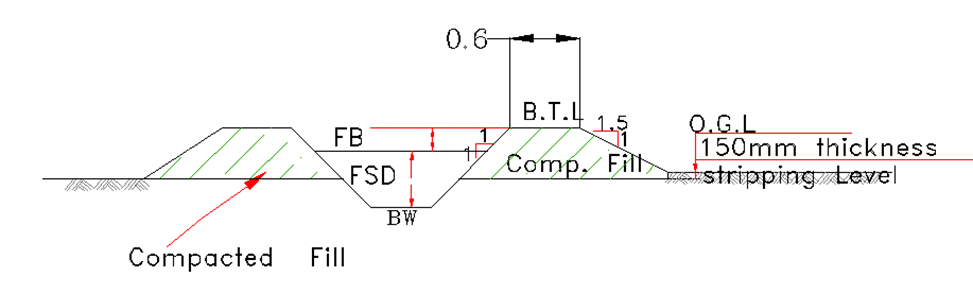 0.6
B.T.L
1.5
1
O.G.L
FB
1
1
150mm thickness
Comp. Fill
FSD
stripping Level
BW
Compacted Fill